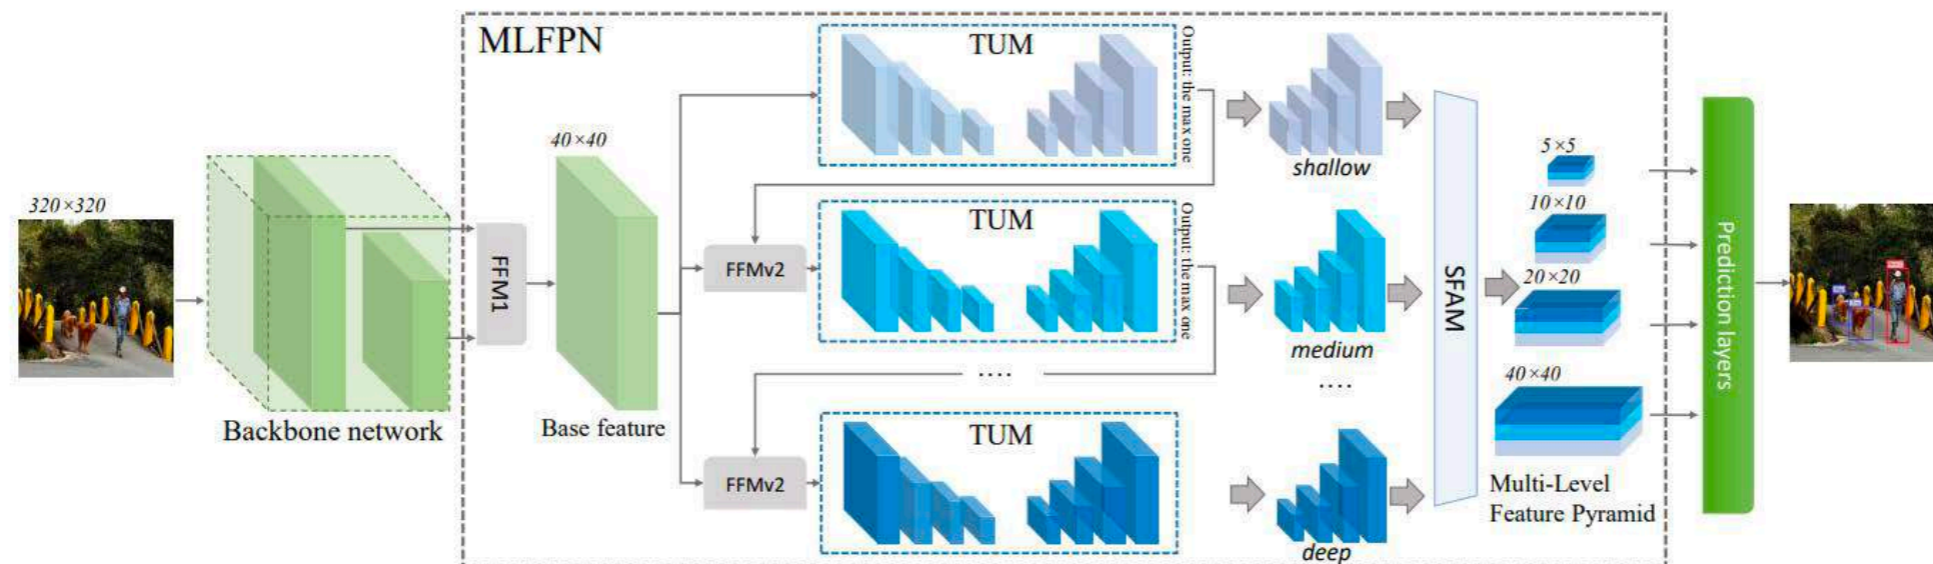 MLFPN
320×320
Backbone network
FFM1
40×40
Base feature
TUM
Output: the max one
shallow
FFMv2
TUM
Output: the max one
medium
....
....
FFMv2
TUM
deep
SFAM
5×5
10×10
20×20
40×40
Multi-Level
Feature Pyramid
Prediction layers